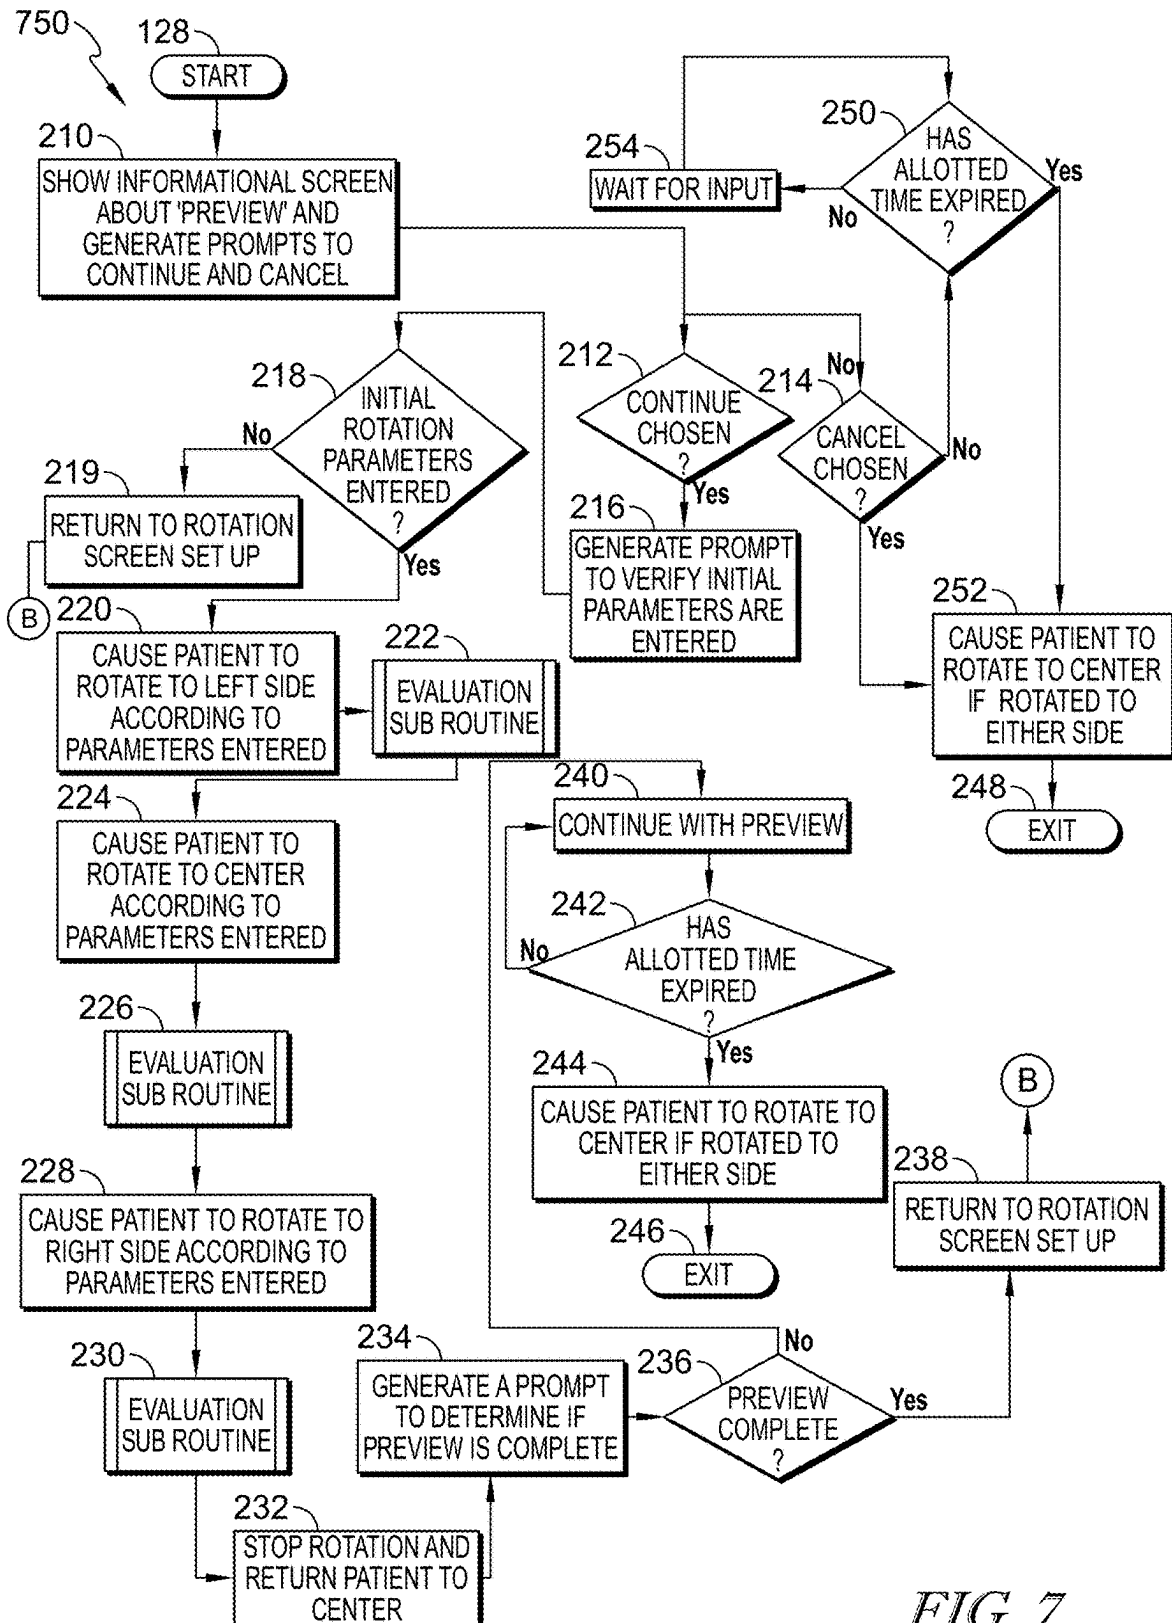 750
128
START
210
SHOW INFORMATIONAL SCREEN
ABOUT 'PREVIEW' AND
GENERATE PROMPTS TO
CONTINUE AND CANCEL
250
HAS
ALLOTTED
TIME EXPIRED
?
Yes
No
254
WAIT FOR INPUT
212
CONTINUE
CHOSEN
?
Yes
No
214
CANCEL
CHOSEN
?
No
Yes
218
INITIAL
ROTATION
PARAMETERS
ENTERED
?
No
Yes
219
RETURN TO ROTATION
SCREEN SET UP
B
216
GENERATE PROMPT
TO VERIFY INITIAL
PARAMETERS ARE
ENTERED
252
CAUSE PATIENT TO
ROTATE TO CENTER
IF ROTATED TO
EITHER SIDE
248
EXIT
220
CAUSE PATIENT TO
ROTATE TO LEFT SIDE
ACCORDING TO
PARAMETERS ENTERED
222
EVALUATION
SUB ROUTINE
224
CAUSE PATIENT TO
ROTATE TO CENTER
ACCORDING TO
PARAMETERS ENTERED
226
EVALUATION
SUB ROUTINE
228
CAUSE PATIENT TO ROTATE TO
RIGHT SIDE ACCORDING TO
PARAMETERS ENTERED
230
EVALUATION
SUB ROUTINE
232
STOP ROTATION AND
RETURN PATIENT TO
CENTER
234
GENERATE A PROMPT
TO DETERMINE IF
PREVIEW IS COMPLETE
236
PREVIEW
COMPLETE
?
No
Yes
238
RETURN TO ROTATION
SCREEN SET UP
B
240
CONTINUE WITH PREVIEW
242
HAS
ALLOTTED TIME
EXPIRED
?
No
Yes
244
CAUSE PATIENT TO ROTATE TO
CENTER IF ROTATED TO
EITHER SIDE
246
EXIT
FIG. 7